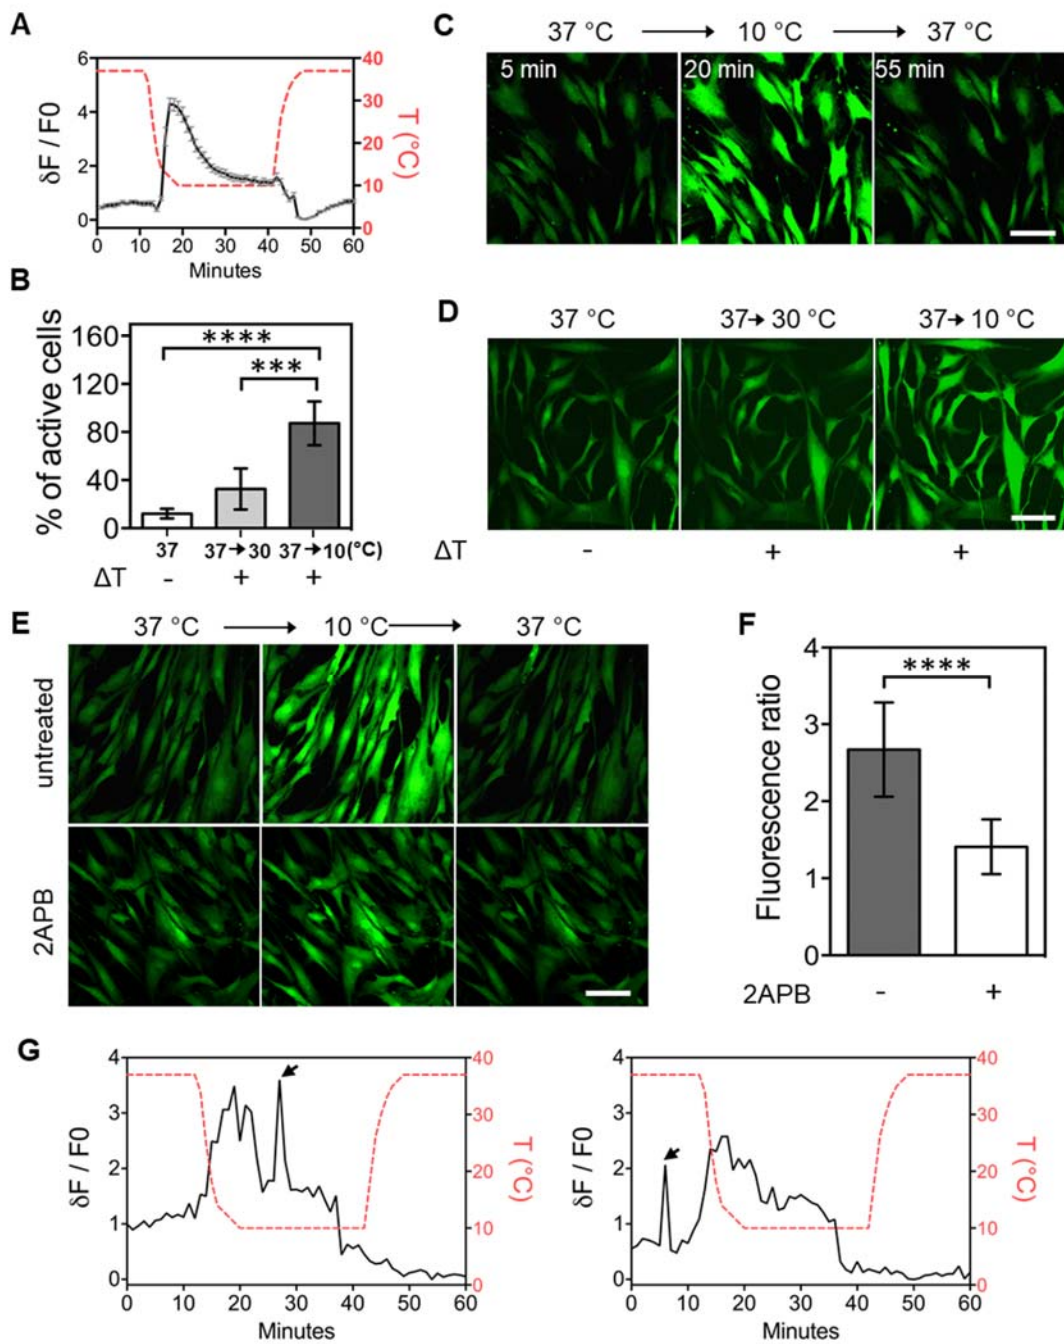 A
δF / F0
6
4
2
0
40
30
20
10
0
T (°C)
0 10 20 30 40 50 60
Minutes
B
% of active cells
160
120
80
40
0
****
***
37 37→30 37→10(°C)
ΔT - + +
C
37 °C → 10 °C → 37 °C
5 min 20 min 55 min
D
37 °C 37→ 30 °C 37→ 10 °C
ΔT - + +
E
37 °C → 10 °C → 37 °C
untreated
2APB
F
Fluorescence ratio
4
3
2
1
0
****
2APB - +
G
δF / F0
4
3
2
1
0
40
30
20
10
0
T (°C)
0 10 20 30 40 50 60
Minutes
δF / F0
4
3
2
1
0
40
30
20
10
0
T (°C)
0 10 20 30 40 50 60
Minutes